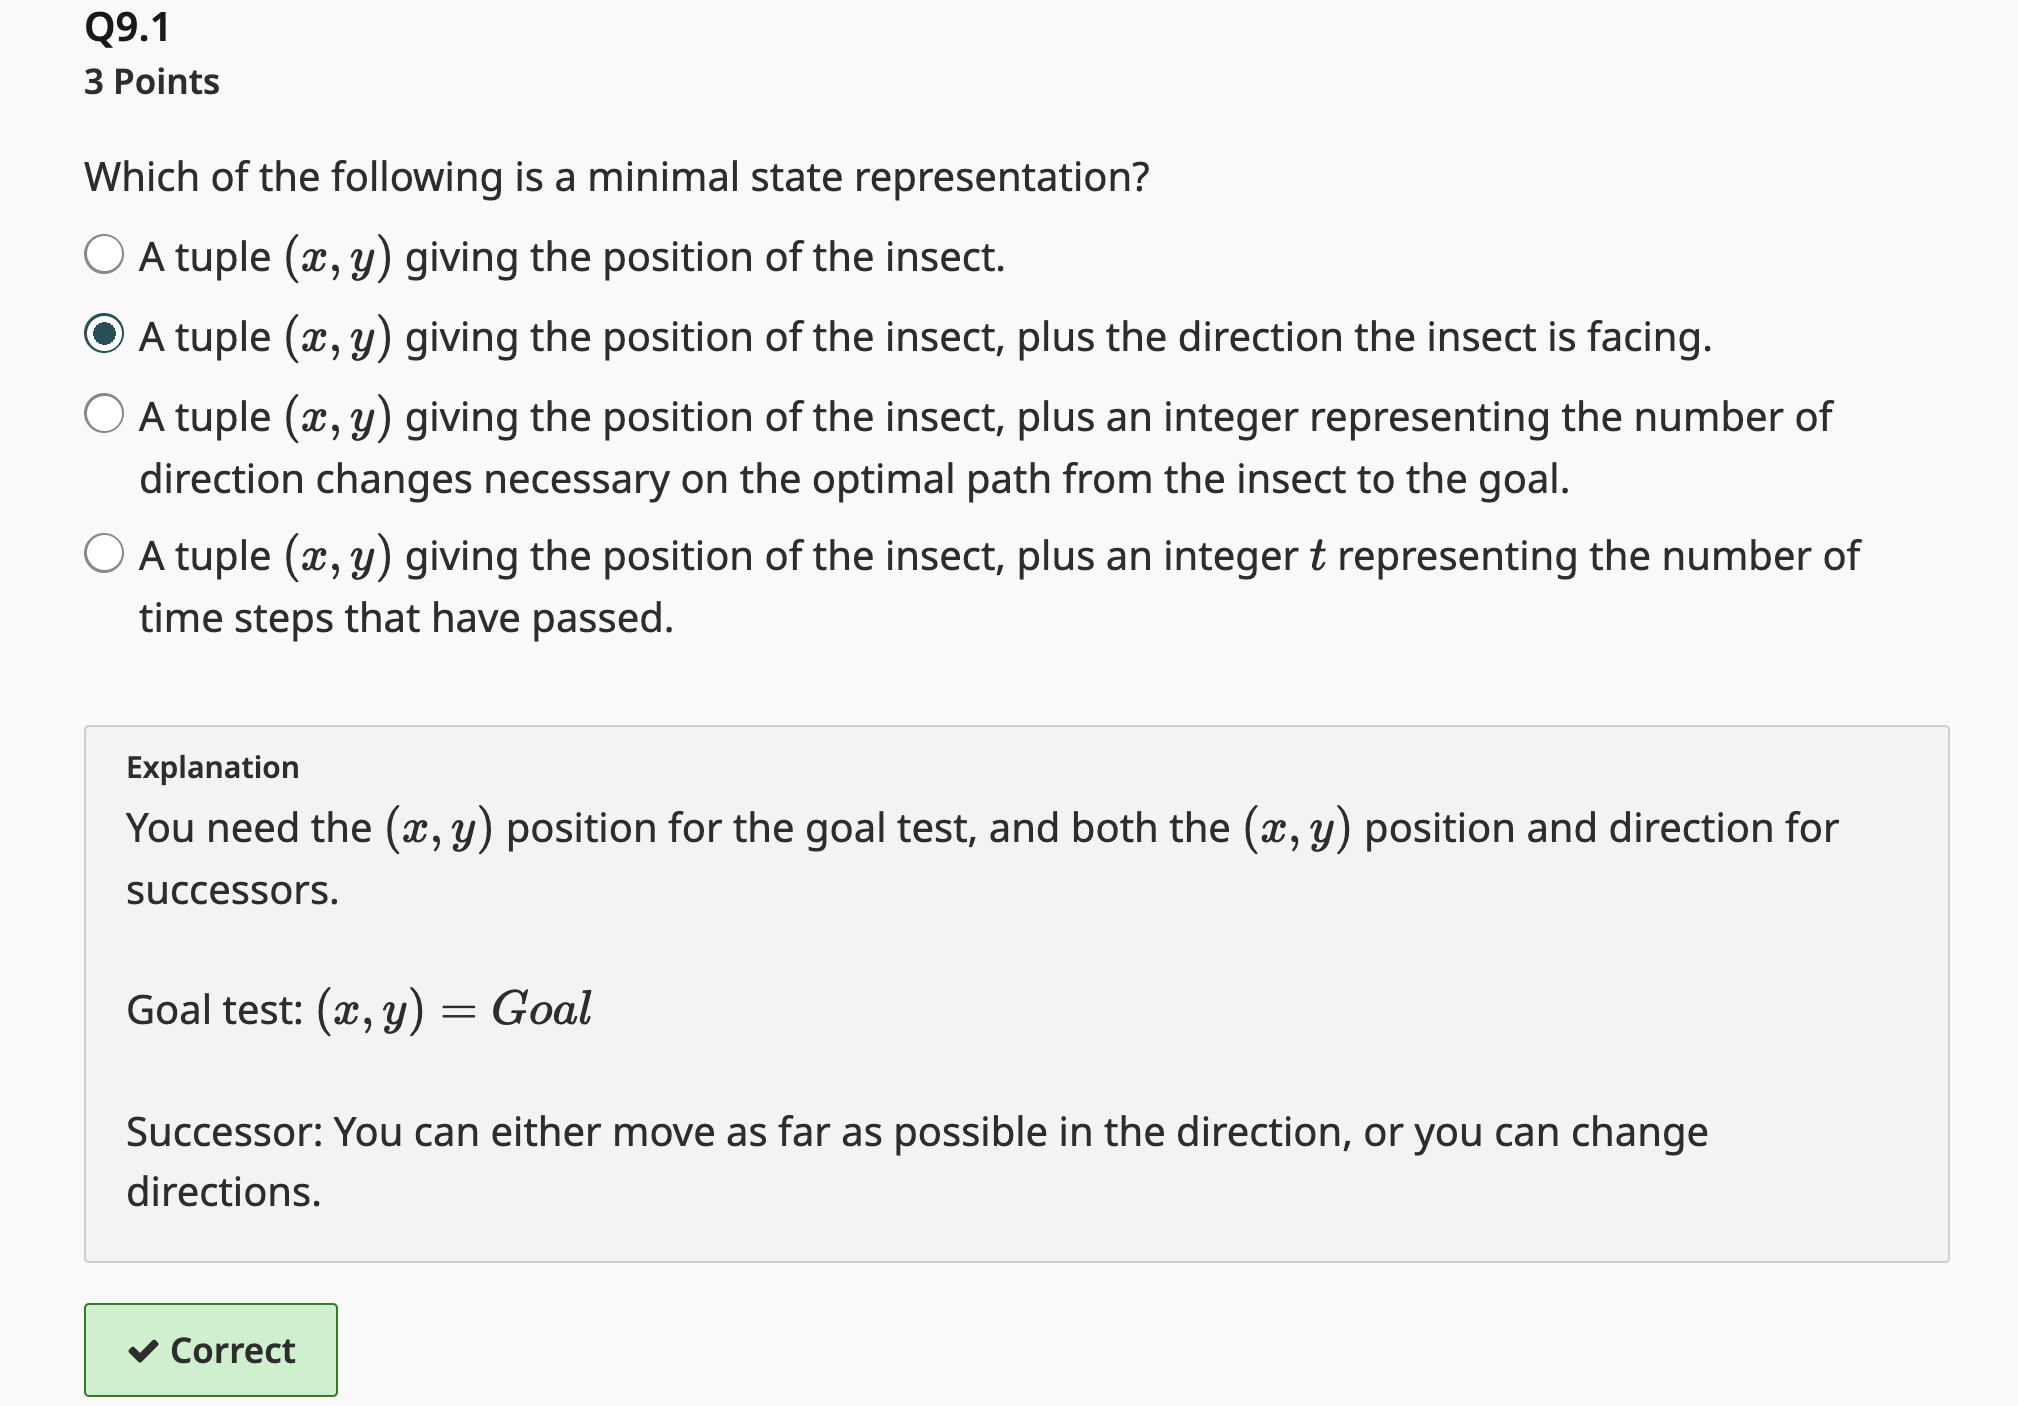 Q9.1
3 Points
Which of the following is a minimal state representation?
A tuple (x, y) giving the position of the insect.
A tuple (x, y) giving the position of the insect, plus the direction the insect is facing.
A tuple (x, y) giving the position of the insect, plus an integer representing the number of
direction changes necessary on the optimal path from the insect to the goal.
A tuple (x, y) giving the position of the insect, plus an integer t representing the number of
time steps that have passed.
Explanation
You need the (x, y) position for the goal test, and both the (x, y) position and direction for
successors.
Goal test: (x, y) = Goal
Successor: You can either move as far as possible in the direction, or you can change
directions.
✔ Correct